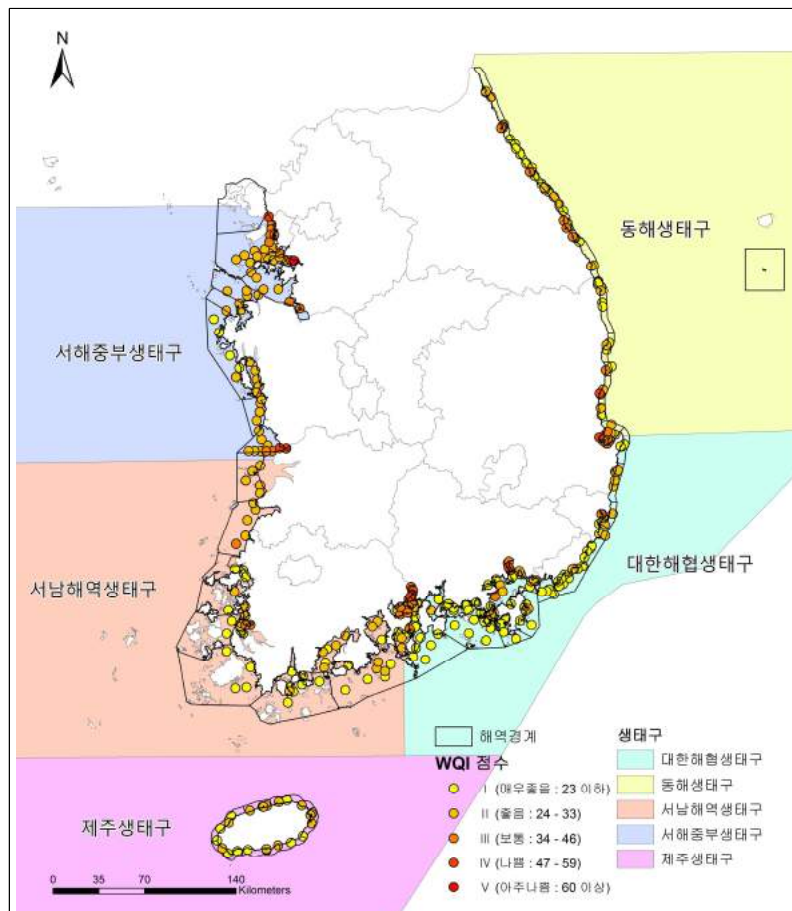 N
동해생태구
서해중부생태구
대한해협생태구
서남해역생태구
제주생태구
해역경계
WQI 점수
I (매우좋음 : 23 이하)
II (좋음 : 24 - 33)
III (보통 : 34 - 46)
IV (나쁨 : 47 - 59)
V (아주나쁨 : 60 이상)
생태구
대한해협생태구
동해생태구
서남해역생태구
서해중부생태구
제주생태구
0 35 70 140
Kilometers